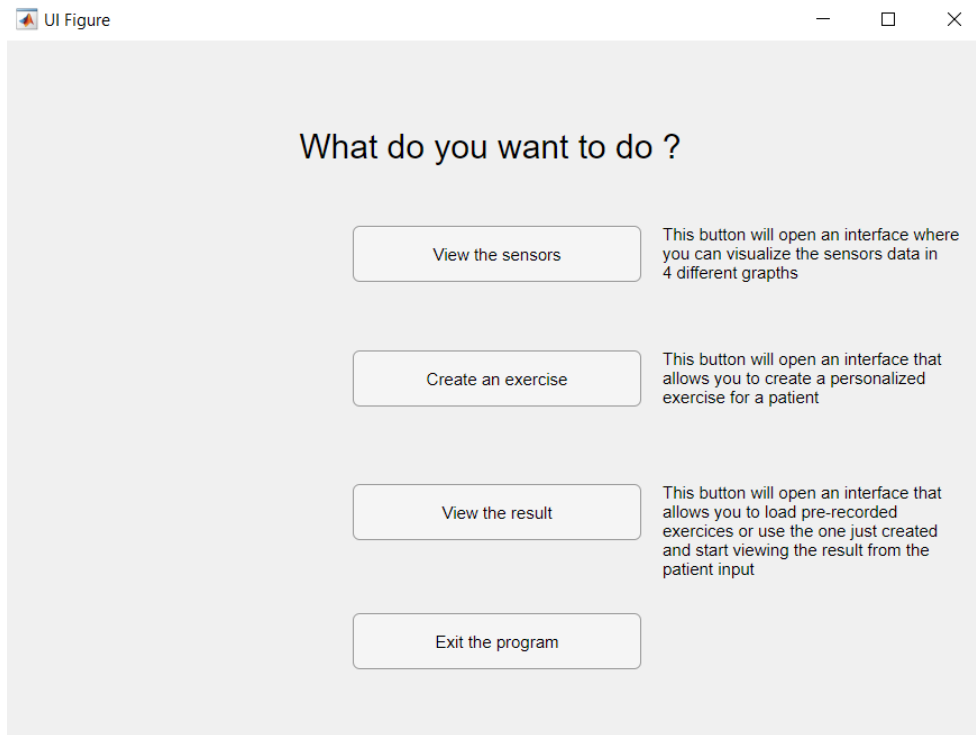 UI Figure
What do you want to do ?
View the sensors
This button will open an interface where
you can visualize the sensors data in
4 different grapths
Create an exercise
This button will open an interface that
allows you to create a personalized
exercise for a patient
View the result
This button will open an interface that
allows you to load pre-recorded
exercices or use the one just created
and start viewing the result from the
patient input
Exit the program